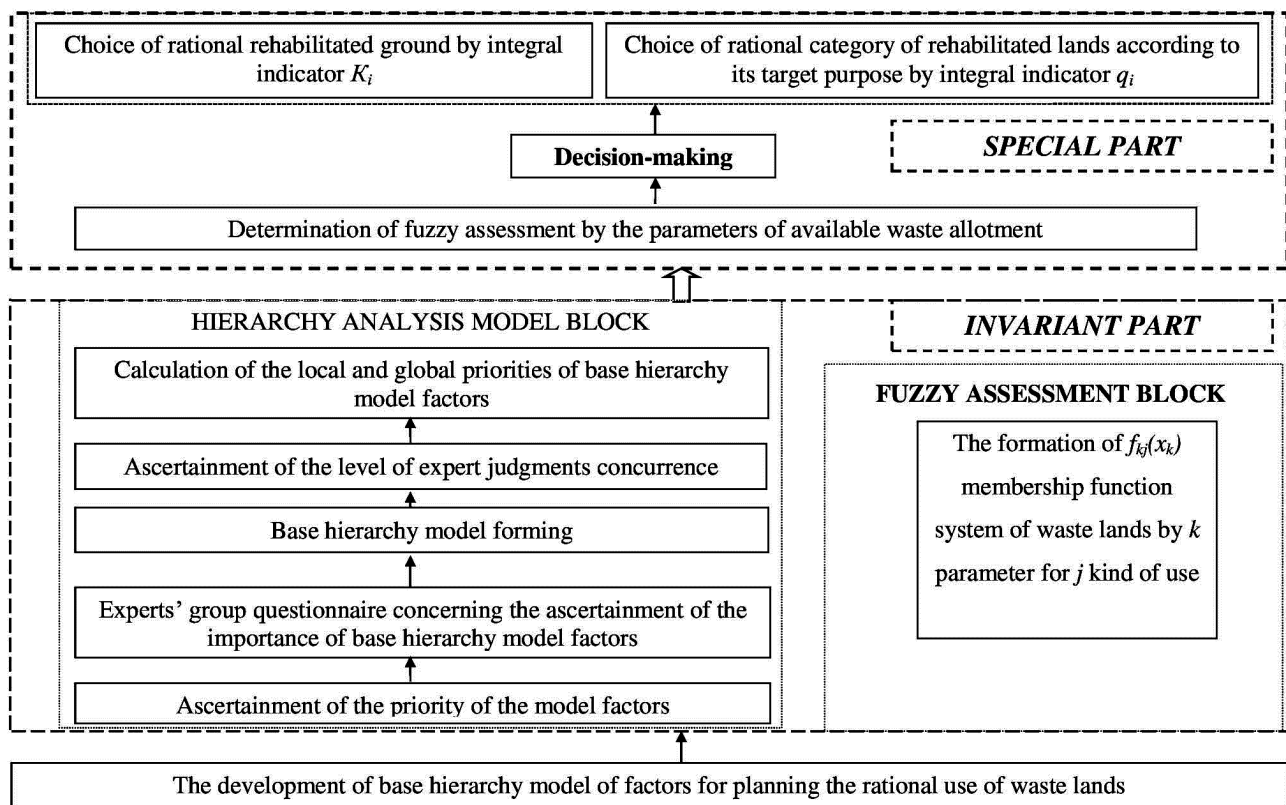 Choice of rational rehabilitated ground by integral
indicator Ki
Choice of rational category of rehabilitated lands according to
its target purpose by integral indicator qi
Decision-making
SPECIAL PART
Determination of fuzzy assessment by the parameters of available waste allotment
HIERARCHY ANALYSIS MODEL BLOCK
INVARIANT PART
Calculation of the local and global priorities of base hierarchy
model factors
Ascertainment of the level of expert judgments concurrence
Base hierarchy model forming
Experts’ group questionnaire concerning the ascertainment of the
importance of base hierarchy model factors
Ascertainment of the priority of the model factors
FUZZY ASSESSMENT BLOCK
The formation of fkj(xk)
membership function
system of waste lands by k
parameter for j kind of use
The development of base hierarchy model of factors for planning the rational use of waste lands